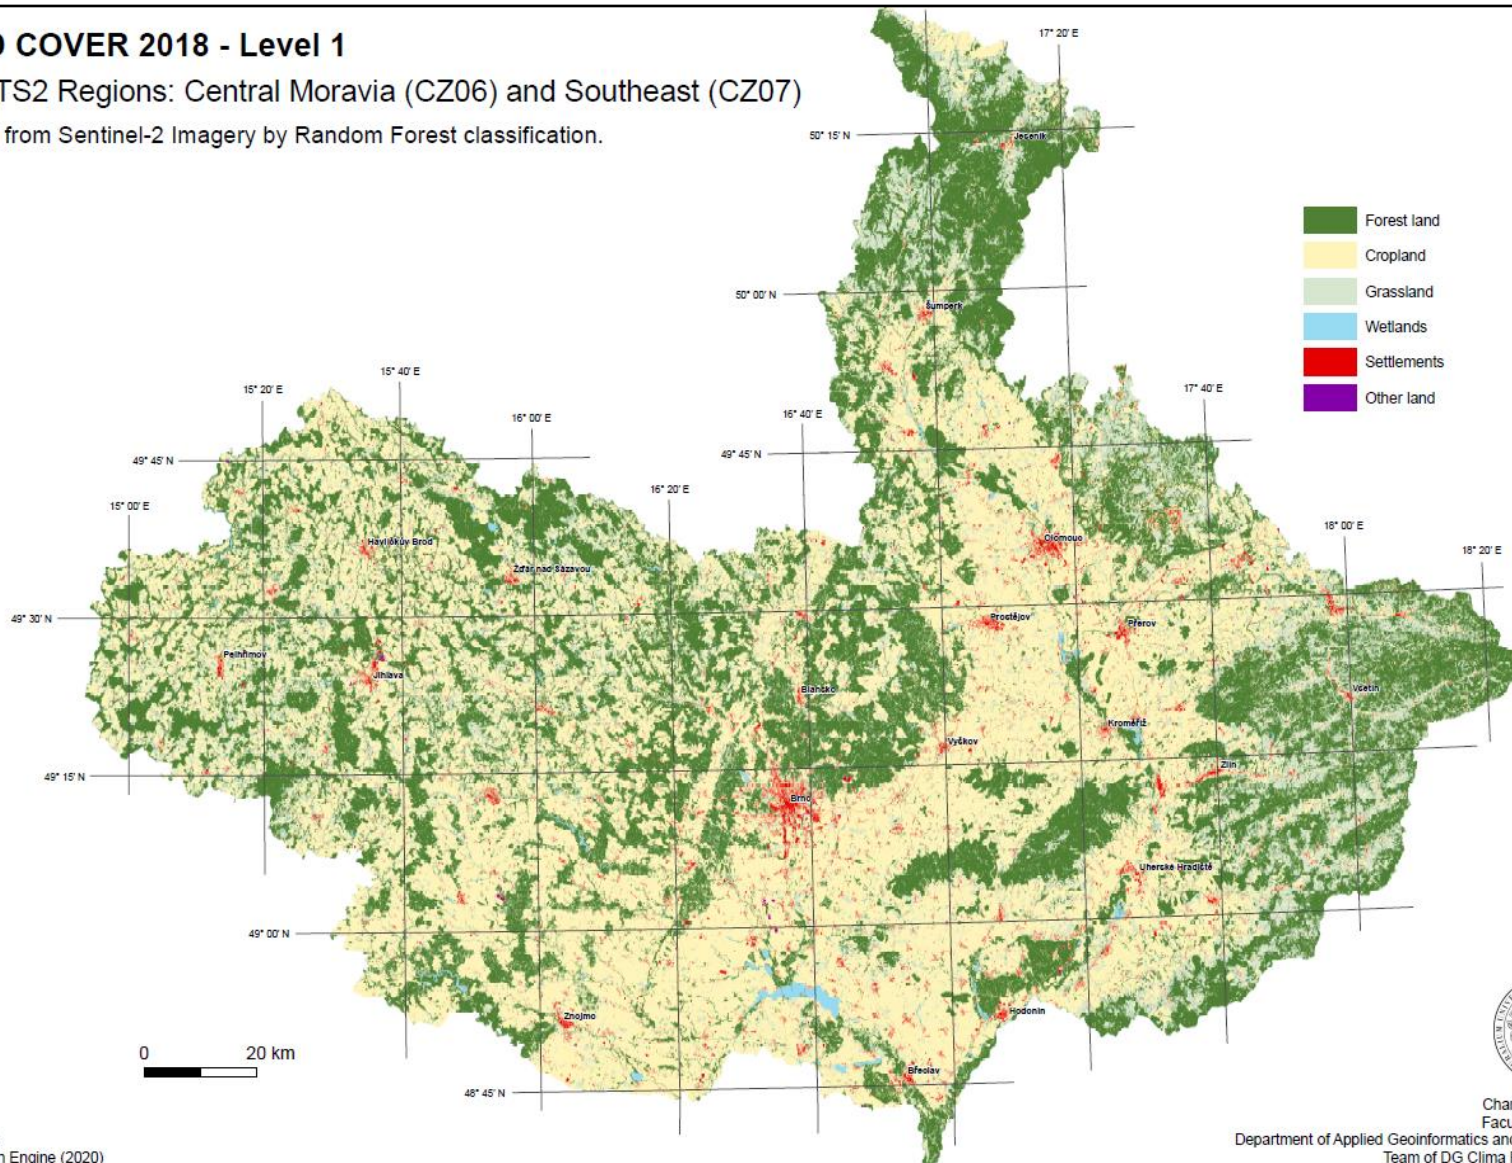 COVER 2018 - Level 1
TS2 Regions: Central Moravia (CZ06) and Southeast (CZ07)
from Sentinel-2 Imagery by Random Forest classification.
17° 20' E
50° 15' N
Jeseník
Forest land
Cropland
Grassland
Wetlands
Settlements
Other land
50° 00' N
Šumperk
15° 40' E
15° 20' E
16° 00' E
16° 40' E
17° 40' E
49° 45' N
49° 45' N
16° 20' E
15° 00' E
18° 00' E
18° 20' E
Havlíčkův Brod
Olomouc
Žďár nad Sázavou
49° 30' N
Prostějov
Přerov
Pelhřimov
Jihlava
Blansko
Vsetín
Kroměříž
Vyškov
49° 15' N
Zlín
Brno
Uherské Hradiště
49° 00' N
Znojmo
Hodonín
0 20 km
Břeclav
48° 45' N
Department of Applied Geoinformatics
Team of DG Clima
Engine (2020)